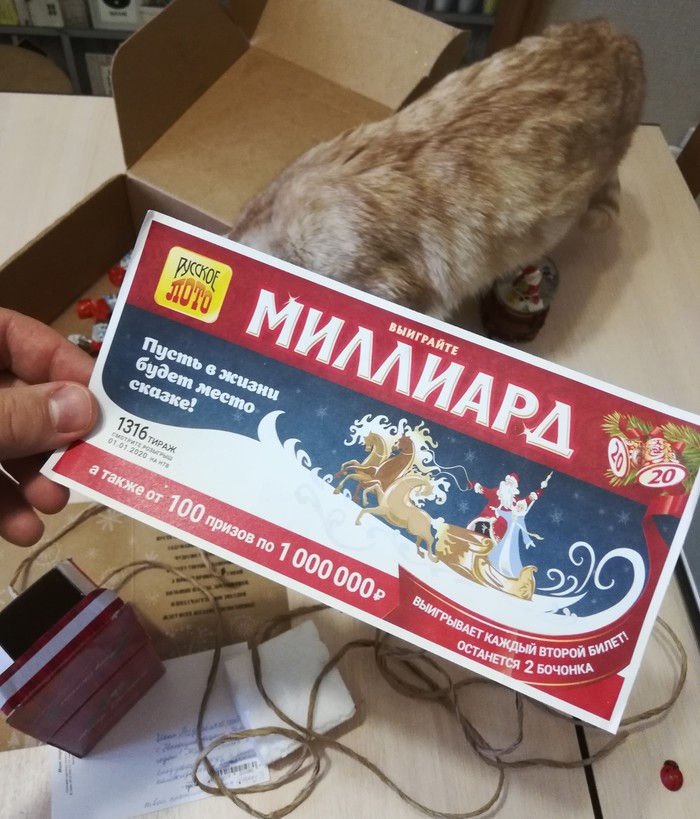 РУССКОЕ
ЛОТО
ВЫИГРАЙТЕ
МИЛЛИАРД
Пусть в жизни
будет место
сказке!
1316 ТИРАЖ
СМОТРИТЕ РОЗЫГРЫШ
01.01.2020 НА НТВ
20
20
а также от 100 призов по 1 000 000₽
ВЫИГРЫВАЕТ КАЖДЫЙ ВТОРОЙ БИЛЕТ!
ОСТАНЕТСЯ 2 БОЧОНКА